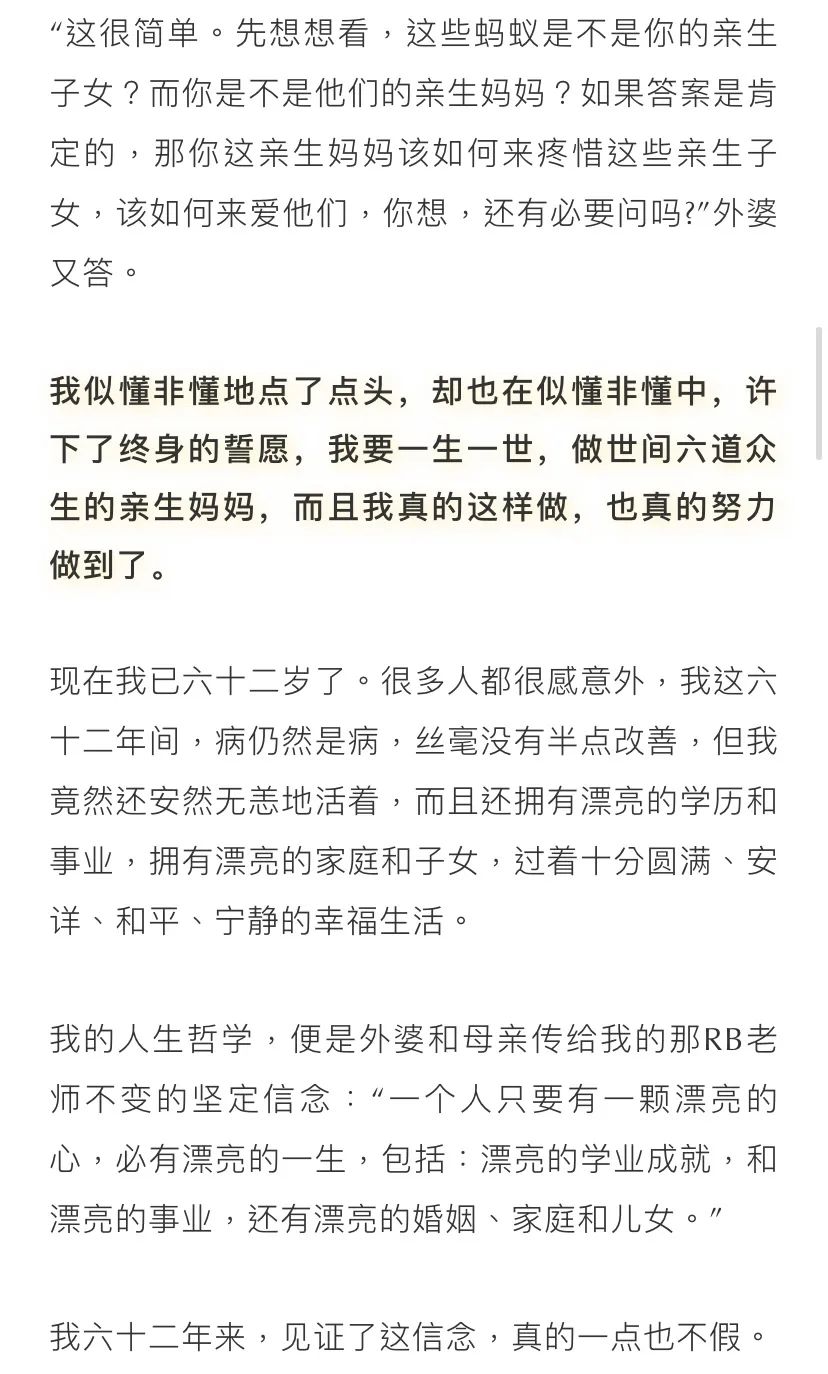 “这很简单。先想想看，这些蚂蚁是不是你的亲生
子女？而你是不是他们的亲生妈妈？如果答案是肯
定的，那你这亲生妈妈该如何来疼惜这些亲生子
女，该如何来爱他们，你想，还有必要问吗?”外婆
又答。
我似懂非懂地点了点头，却也在似懂非懂中，许
下了终身的誓愿，我要一生一世，做世间六道众
生的亲生妈妈，而且我真的这样做，也真的努力
做到了。
现在我已六十二岁了。很多人都很感意外，我这六
十二年间，病仍然是病，丝毫没有半点改善，但我
竟然还安然无恙地活着，而且还拥有漂亮的学历和
事业，拥有漂亮的家庭和子女，过着十分圆满、安
详、和平、宁静的幸福生活。
我的人生哲学，便是外婆和母亲传给我的那RB老
师不变的坚定信念：“一个人只要有一颗漂亮的
心，必有漂亮的一生，包括：漂亮的学业成就，和
漂亮的事业，还有漂亮的婚姻、家庭和儿女。”
我六十二年来，见证了这信念，真的一点也不假。